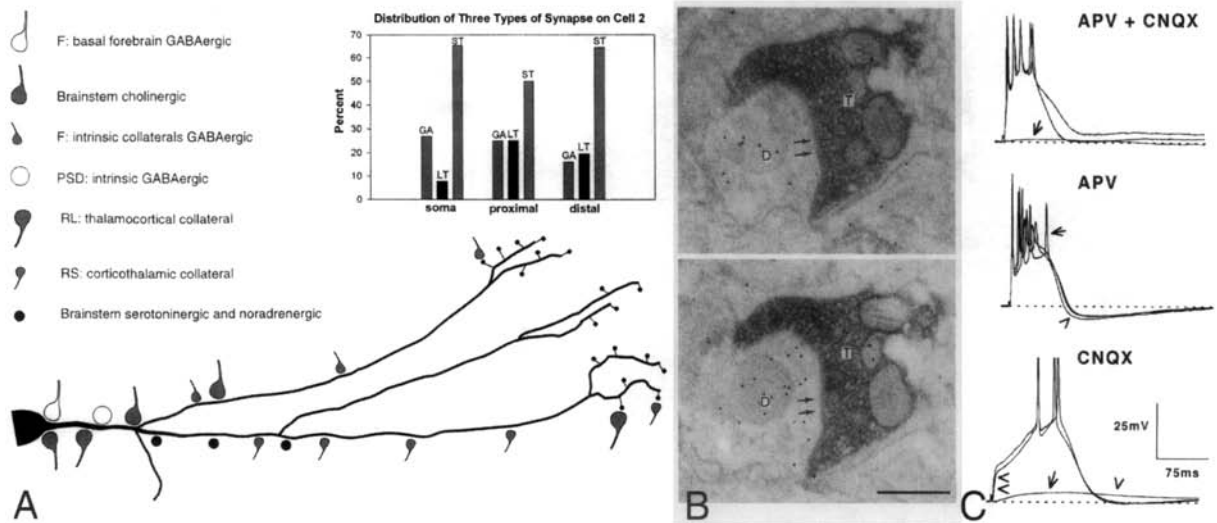 F: basal forebrain GABAergic
Brainstem cholinergic
F: intrinsic collaterals GABAergic
PSD: intrinsic GABAergic
RL: thalamocortical collateral
RS: corticothalamic collateral
Brainstem serotoninergic and noradrenergic
A
Distribution of Three Types of Synapse on Cell 2
Percent
70
60
50
40
30
20
10
0
GA
LT
ST
GA
LT
ST
GA
LT
ST
soma
proximal
distal
T
D
T
D
B
APV + CNQX
APV
CNQX
25mV
75ms
C